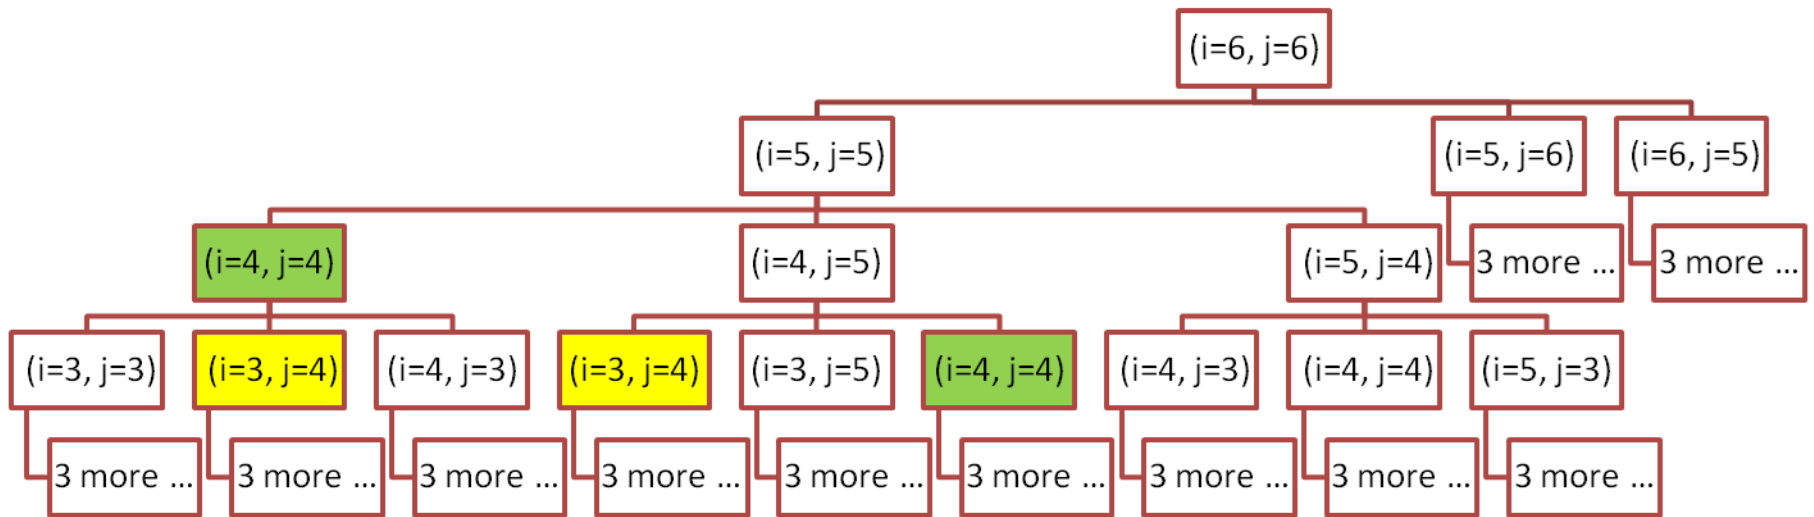 (i=6, j=6)
(i=5, j=5)
(i=5, j=6)
(i=6, j=5)
(i=4, j=4)
(i=4, j=5)
(i=5, j=4)
3 more ...
3 more ...
(i=3, j=3)
(i=3, j=4)
(i=4, j=3)
(i=3, j=4)
(i=3, j=5)
(i=4, j=4)
(i=4, j=3)
(i=4, j=4)
(i=5, j=3)
3 more ...
3 more ...
3 more ...
3 more ...
3 more ...
3 more ...
3 more ...
3 more ...
3 more ...